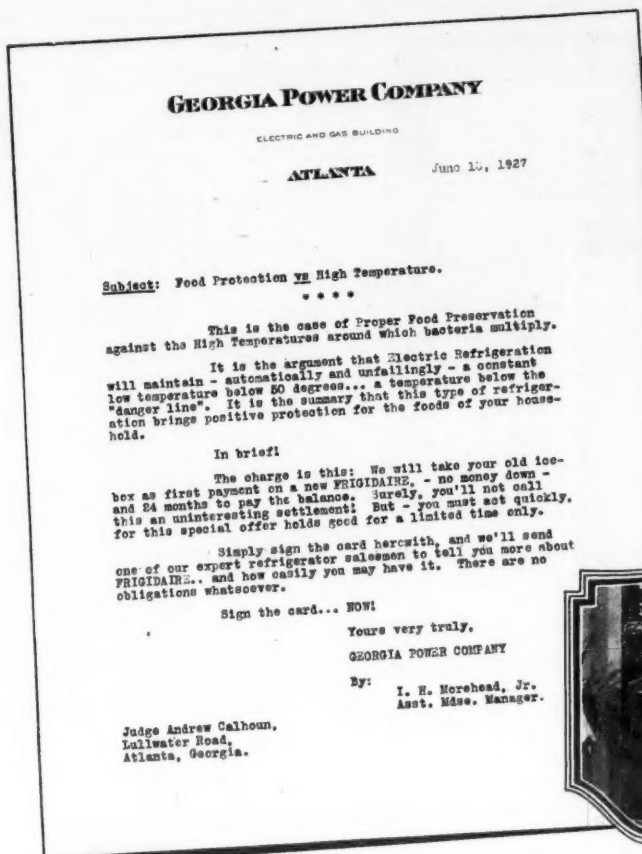 GEORGIA POWER COMPANY
ELECTRIC AND GAS BUILDING
ATLANTA
June 1, 1927
Subject: Food Protection vs High Temperature.
* * * *
This is the case of Proper Food Preservation
against the High Temperatures around which bacteria multiply.
It is the argument that Electric Refrigeration
will maintain - automatically and unfailingly - a constant
low temperature below 50 degrees... a temperature below the
"danger line". It is the summary that this type of refriger-
ation brings positive protection for the foods of your house-
hold.
In brief!
The charge is this: We will take your old ice-
box as first payment on a new FRIGIDAIRE, - no money down -
and 24 months to pay the balance. Surely, you'll not call
this an uninteresting settlement! But - you must act quickly,
for this special offer holds good for a limited time only.
Simply sign the card herewith, and we'll send
one of our expert refrigerator salesmen to tell you more about
FRIGIDAIRE.. and how easily you may have it. There are no
obligations whatsoever.
Sign the card... NOW!
Yours very truly,
GEORGIA POWER COMPANY
By:
I. H. Morehead, Jr.
Asst. Mdse. Manager.
Judge Andrew Calhoun,
Lullwater Road,
Atlanta, Georgia.